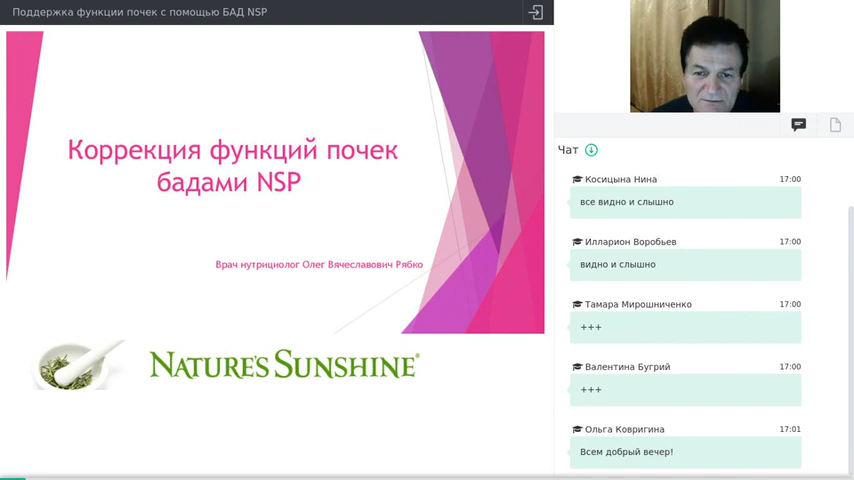 Поддержка функции почек с помощью БАД NSP
Коррекция функций почек
бадами NSP
Врач нутрициолог Олег Вячеславович Рябко
NATURE'S SUNSHINE®
Чат
Косицына Нина 17:00
все видно и слышно
Илларион Воробьев 17:00
видно и слышно
Тамара Мирошниченко 17:00
+++
Валентина Бугрий 17:00
+++
Ольга Ковригина 17:01
Всем добрый вечер!